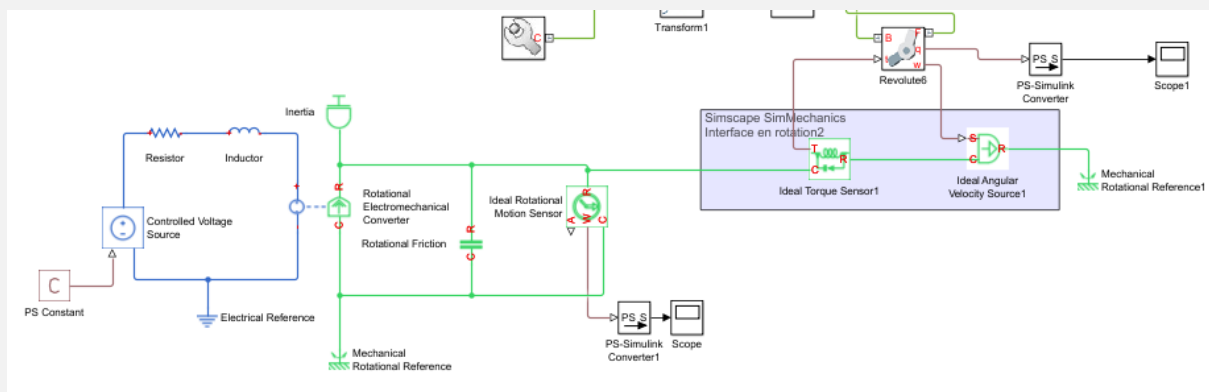 Transform1
C
B
F
q
w
t
Revolute6
PS S
PS-Simulink
Converter
Scope1
Simscape SimMechanics
Interface en rotation2
T
R
C
Ideal Torque Sensor1
S
R
C
Ideal Angular
Velocity Source1
Mechanical
Rotational Reference1
Inertia
Resistor
Inductor
+
R
Rotational
Electromechanical
Converter
C
R
Rotational Friction
C
Ideal Rotational
Motion Sensor
R
A
W
C
Controlled Voltage
Source
C
PS Constant
Electrical Reference
Mechanical
Rotational Reference
PS S
PS-Simulink
Converter1
Scope